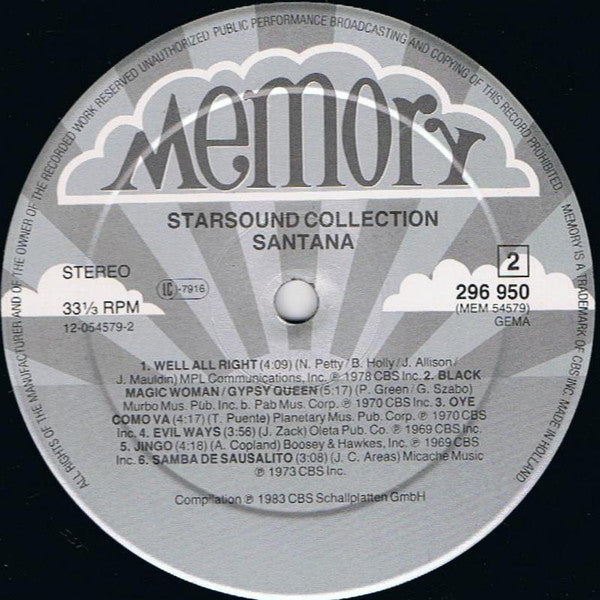 ALL RIGHTS OF THE MANUFACTURER AND OF THE OWNER OF THE RECORDED WORK RESERVED UNAUTHORIZED PUBLIC PERFORMANCE BROADCASTING AND COPYING OF THIS RECORD PROHIBITED. MEMORY IS A TRADEMARK OF CBS INC. MADE IN HOLLAND
Memory
STARSOUND COLLECTION
SANTANA
STEREO
LC -7916
2
33⅓ RPM
296 950
12-054579-2
(MEM 54579)
GEMA
1. WELL ALL RIGHT (4:09) (N. Petty/B. Holly/J. Allison/
J. Mauldin) MPL Communications, Inc. ℗ 1978 CBS Inc. 2. BLACK
MAGIC WOMAN/GYPSY QUEEN (5:17) (P. Green/G. Szabo)
Murbo Mus. Pub. Inc. b. Pab Mus. Corp. ℗ 1970 CBS Inc. 3. OYE
COMO VA (4:17) (T. Puente) Planetary Mus. Pub. Corp. ℗ 1970 CBS
Inc. 4. EVIL WAYS (3:56) (J. Zack) Oleta Pub. Co. ℗ 1969 CBS Inc.
5. JINGO (4:18) (A. Copland) Boosey & Hawkes, Inc. ℗ 1969 CBS
Inc. 6. SAMBA DE SAUSALITO (3:08) (J. C. Areas) Micache Music
℗ 1973 CBS Inc.
Compilation ℗ 1983 CBS Schallplatten GmbH